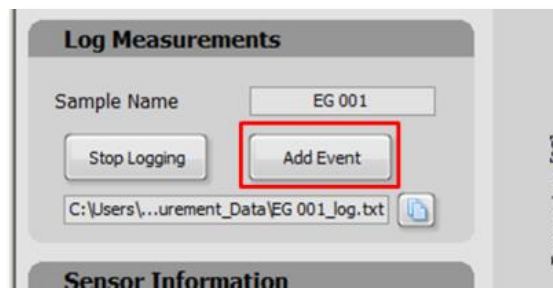 Log Measurements
Sample Name EG 001
Stop Logging Add Event
C:\Users\...urement_Data\EG 001_log.txt
Sensor Information